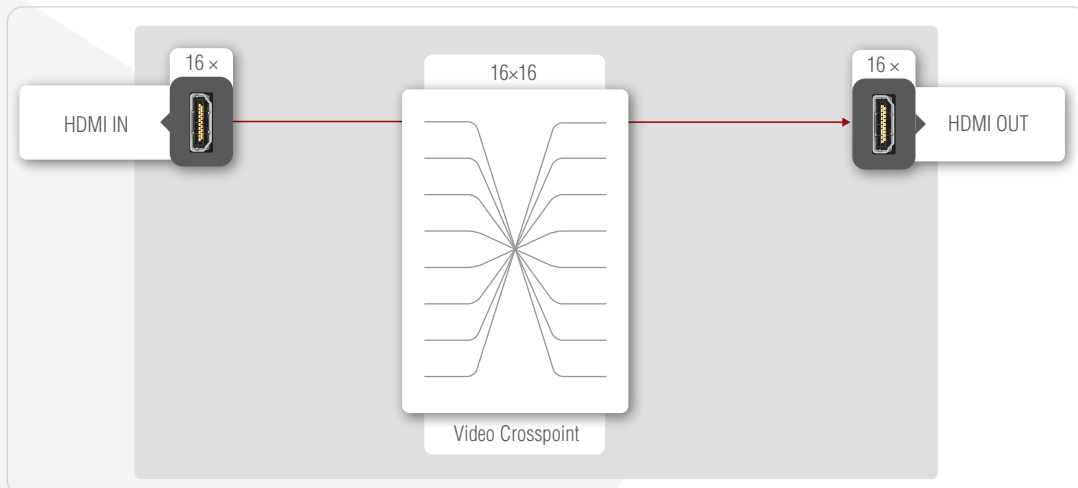 16 ×
16×16
16 ×
HDMI IN
HDMI OUT
Video Crosspoint